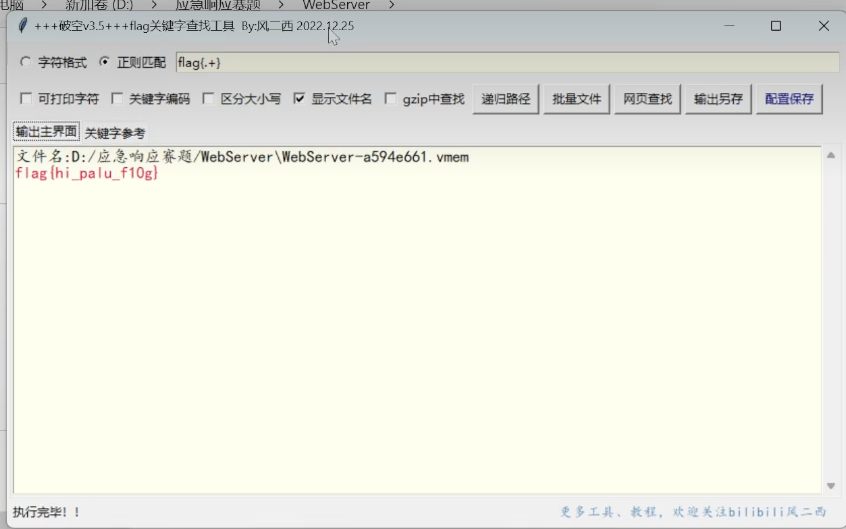 电脑 > 新加卷 (D:) > 应急响应赛题 > WebServer >
+++破空v3.5+++flag关键字查找工具 By:风二西 2022.12.25
字符格式 正则匹配 flag{.+}
可打印字符 关键字编码 区分大小写 显示文件名 gzip中查找 递归路径 批量文件 网页查找 输出另存 配置保存
输出主界面 关键字参考
文件名:D:/应急响应赛题/WebServer\WebServer-a594e661.vmem
flag{hi_palu_f10g}
执行完毕！！ 更多工具、教程，欢迎关注bilibili风二西